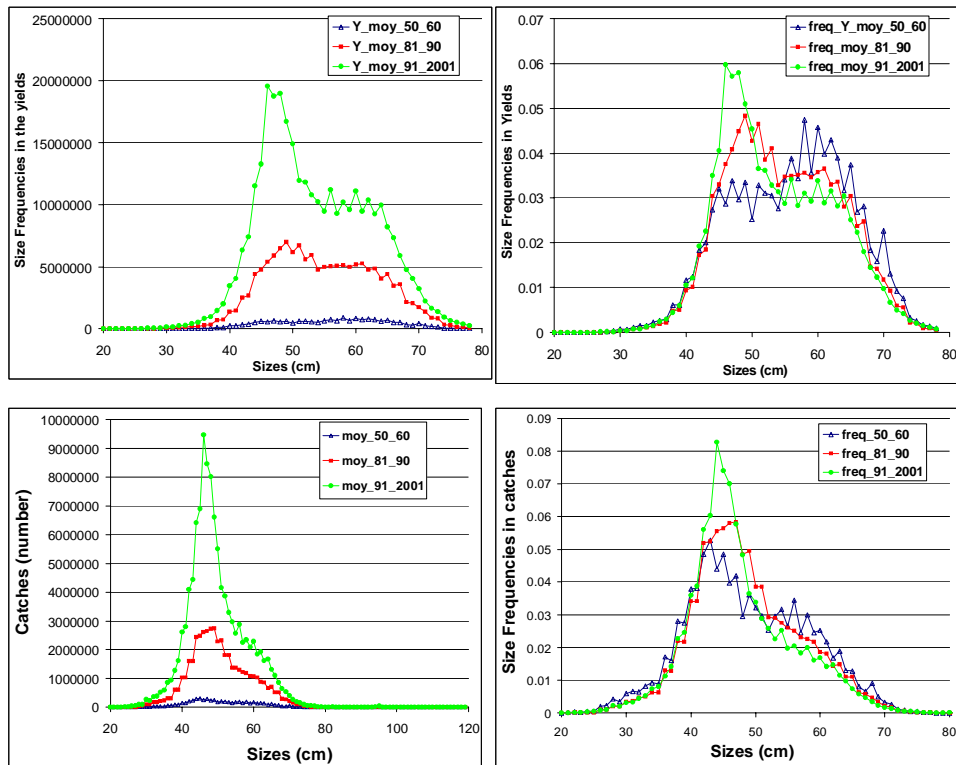 25000000
20000000
15000000
10000000
5000000
0
Size Frequencies in the yields
Y_moy_50_60
Y_moy_81_90
Y_moy_91_2001
20 30 40 50 60 70 80
Sizes (cm)
0.07
0.06
0.05
0.04
0.03
0.02
0.01
0
Size Frequencies in Yields
freq_Y_moy_50_60
freq_moy_81_90
freq_moy_91_2001
20 30 40 50 60 70 80
Sizes (cm)
10000000
9000000
8000000
7000000
6000000
5000000
4000000
3000000
2000000
1000000
0
Catches (number)
moy_50_60
moy_81_90
moy_91_2001
20 40 60 80 100 120
Sizes (cm)
0.09
0.08
0.07
0.06
0.05
0.04
0.03
0.02
0.01
0
Size Frequencies in catches
freq_50_60
freq_81_90
freq_91_2001
20 30 40 50 60 70 80
Sizes (cm)